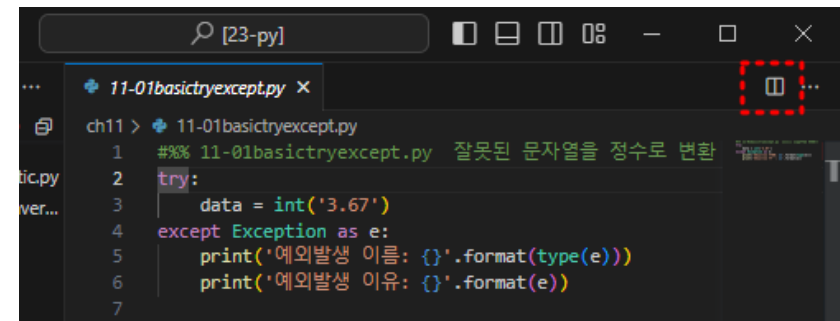 [23-py]
···
11-01basictryexcept.py ×
···
ch11 > 11-01basictryexcept.py
1 #%% 11-01basictryexcept.py 잘못된 문자열을 정수로 변환
tic.py
2 try:
ver...
3 data = int('3.67')
4 except Exception as e:
5 print('예외발생 이름: {}'.format(type(e)))
6 print('예외발생 이유: {}'.format(e))
7